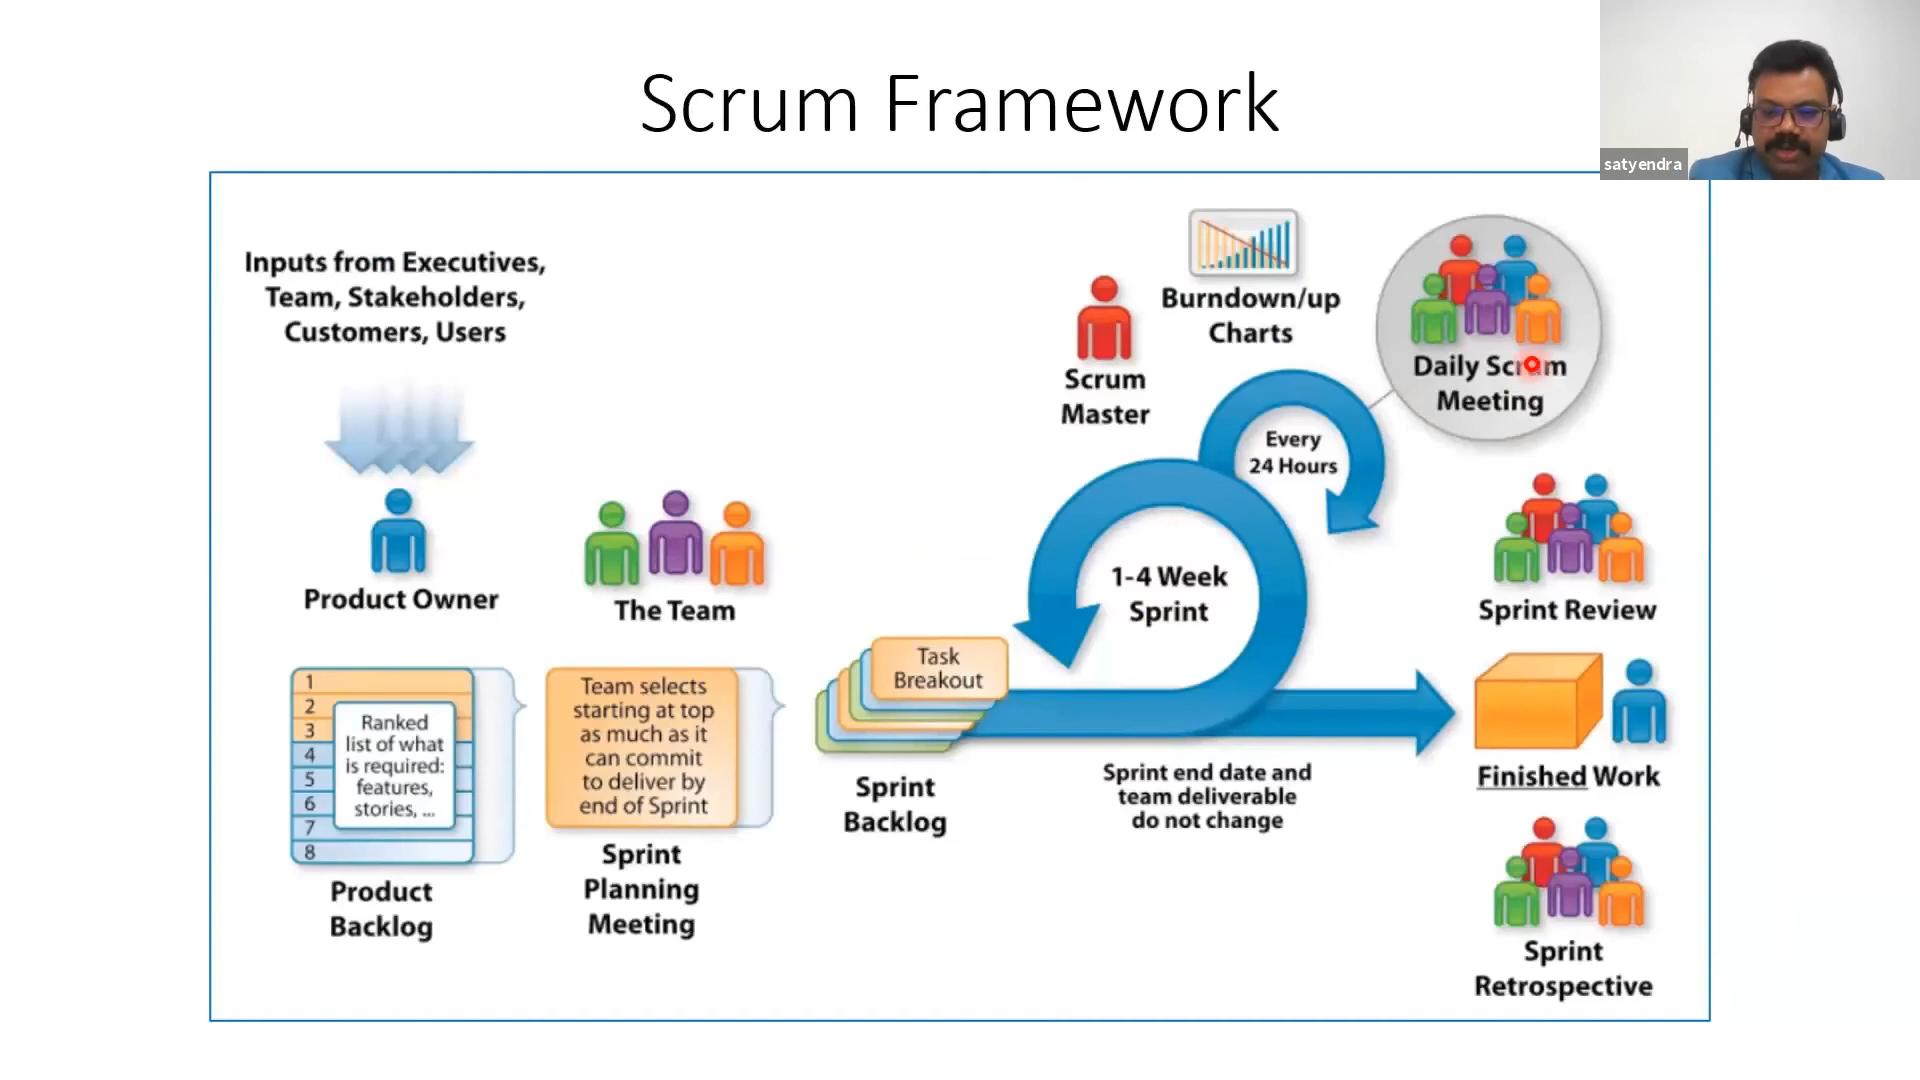 Scrum Framework
satyendra
Inputs from Executives,
Team, Stakeholders,
Customers, Users
Product Owner
The Team
1
2
3
4
5
6
7
8
Ranked
list of what
is required:
features,
stories, ...
Product
Backlog
Team selects
starting at top
as much as it
can commit
to deliver by
end of Sprint
Sprint
Planning
Meeting
Task
Breakout
Sprint
Backlog
Scrum
Master
Burndown/up
Charts
Every
24 Hours
1-4 Week
Sprint
Sprint end date and
team deliverable
do not change
Daily Scrum
Meeting
Sprint Review
Finished Work
Sprint
Retrospective